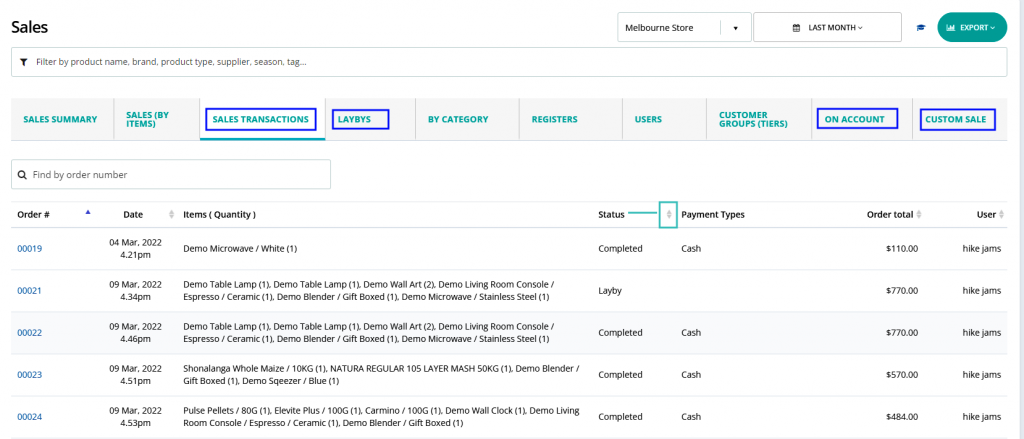 Sales
Melbourne Store
LAST MONTH
EXPORT
Filter by product name, brand, product type, supplier, season, tag...
SALES SUMMARY
SALES (BY
ITEMS)
SALES TRANSACTIONS
LAYBYS
BY CATEGORY
REGISTERS
USERS
CUSTOMER
GROUPS (TIERS)
ON ACCOUNT
CUSTOM SALE
Find by order number
Order # Date Items ( Quantity ) Status Payment Types Order total User
00019 04 Mar, 2022 Demo Microwave / White (1) Completed Cash $110.00 hike jams
4.21pm
00021 09 Mar, 2022 Demo Table Lamp (1), Demo Table Lamp (1), Demo Wall Art (2), Demo Living Room Console / Layby $770.00 hike jams
4.34pm Espresso / Ceramic (1), Demo Blender / Gift Boxed (1), Demo Microwave / Stainless Steel (1)
00022 09 Mar, 2022 Demo Table Lamp (1), Demo Table Lamp (1), Demo Wall Art (2), Demo Living Room Console / Completed Cash $770.00 hike jams
4.46pm Espresso / Ceramic (1), Demo Blender / Gift Boxed (1), Demo Microwave / Stainless Steel (1)
00023 09 Mar, 2022 Shonalanga Whole Maize / 10KG (1), NATURA REGULAR 105 LAYER MASH 50KG (1), Demo Blender / Completed Cash $570.00 hike jams
4.51pm Gift Boxed (1), Demo Sqeezer / Blue (1)
00024 09 Mar, 2022 Pulse Pellets / 80G (1), Elevite Plus / 100G (1), Carmino / 100G (1), Demo Wall Clock (1), Demo Living Completed Cash $484.00 hike jams
4.53pm Room Console / Espresso / Ceramic (1), Demo Blender / Gift Boxed (1)